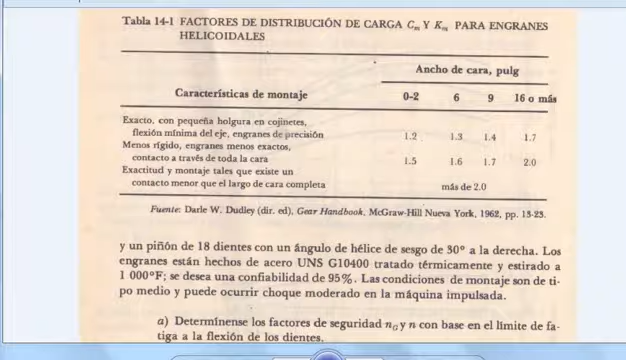 Tabla 14-1 FACTORES DE DISTRIBUCIÓN DE CARGA Cm Y Km PARA ENGRANES
HELICOIDALES
Ancho de cara, pulg
Características de montaje 0-2 6 9 16 o más
Exacto, con pequeña holgura en cojinetes,
flexión mínima del eje, engranes de precisión 1.2 1.3 1.4 1.7
Menos rígido, engranes menos exactos,
contacto a través de toda la cara 1.5 1.6 1.7 2.0
Exactitud y montaje tales que existe un
contacto menor que el largo de cara completa más de 2.0
Fuente: Darle W. Dudley (dir. ed), Gear Handbook, McGraw-Hill Nueva York, 1962, pp. 13-23.
y un piñón de 18 dientes con un ángulo de hélice de sesgo de 30° a la derecha. Los
engranes están hechos de acero UNS G10400 tratado térmicamente y estirado a
1 000°F; se desea una confiabilidad de 95%. Las condiciones de montaje son de ti-
po medio y puede ocurrir choque moderado en la máquina impulsada.
a) Determínense los factores de seguridad nG y n con base en el límite de fa-
tiga a la flexión de los dientes.